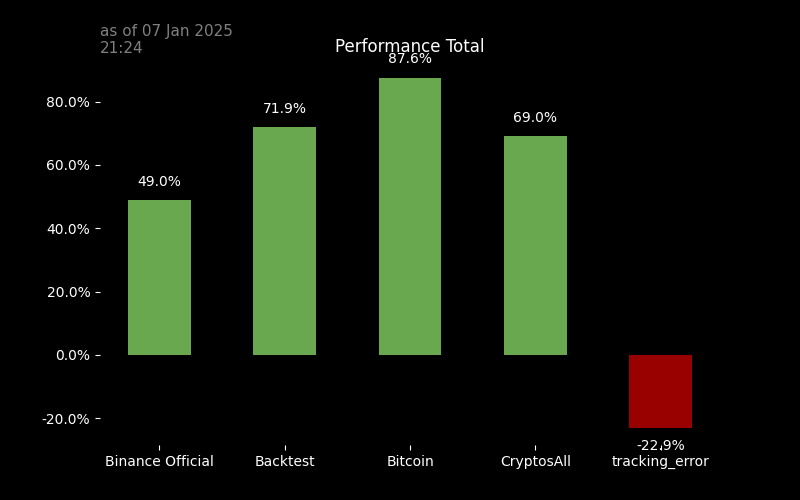 as of 07 Jan 2025
21:24
Performance Total
87.6%
80.0%
71.9%
69.0%
60.0%
49.0%
40.0%
20.0%
0.0%
-20.0%
-22.9%
Binance Official
Backtest
Bitcoin
CryptosAll
tracking_error